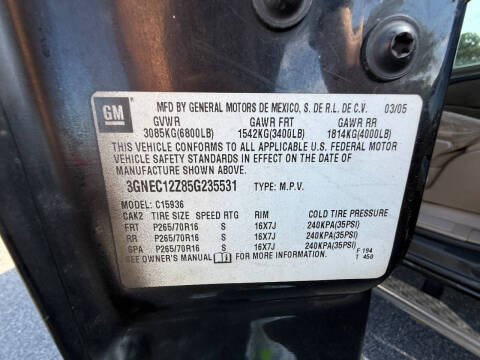 GM
MFD BY GENERAL MOTORS DE MEXICO, S. DE R.L. DE C.V. 03/05
GVWR GAWR FRT GAWR RR
3085KG(6800LB) 1542KG(3400LB) 1814KG(4000LB)
THIS VEHICLE CONFORMS TO ALL APPLICABLE U.S. FEDERAL MOTOR
VEHICLE SAFETY STANDARDS IN EFFECT ON THE DATE OF
MANUFACTURE SHOWN ABOVE.
3GNEC12Z85G235531 TYPE: M.P.V.
MODEL: C15936
CAK2 TIRE SIZE SPEED RTG RIM COLD TIRE PRESSURE
FRT P265/70R16 S 16X7J 240KPA(35PSI)
RR P265/70R16 S 16X7J 240KPA(35PSI)
SPA P265/70R16 S 16X7J 240KPA(35PSI)
SEE OWNER'S MANUAL FOR MORE INFORMATION. 194
450